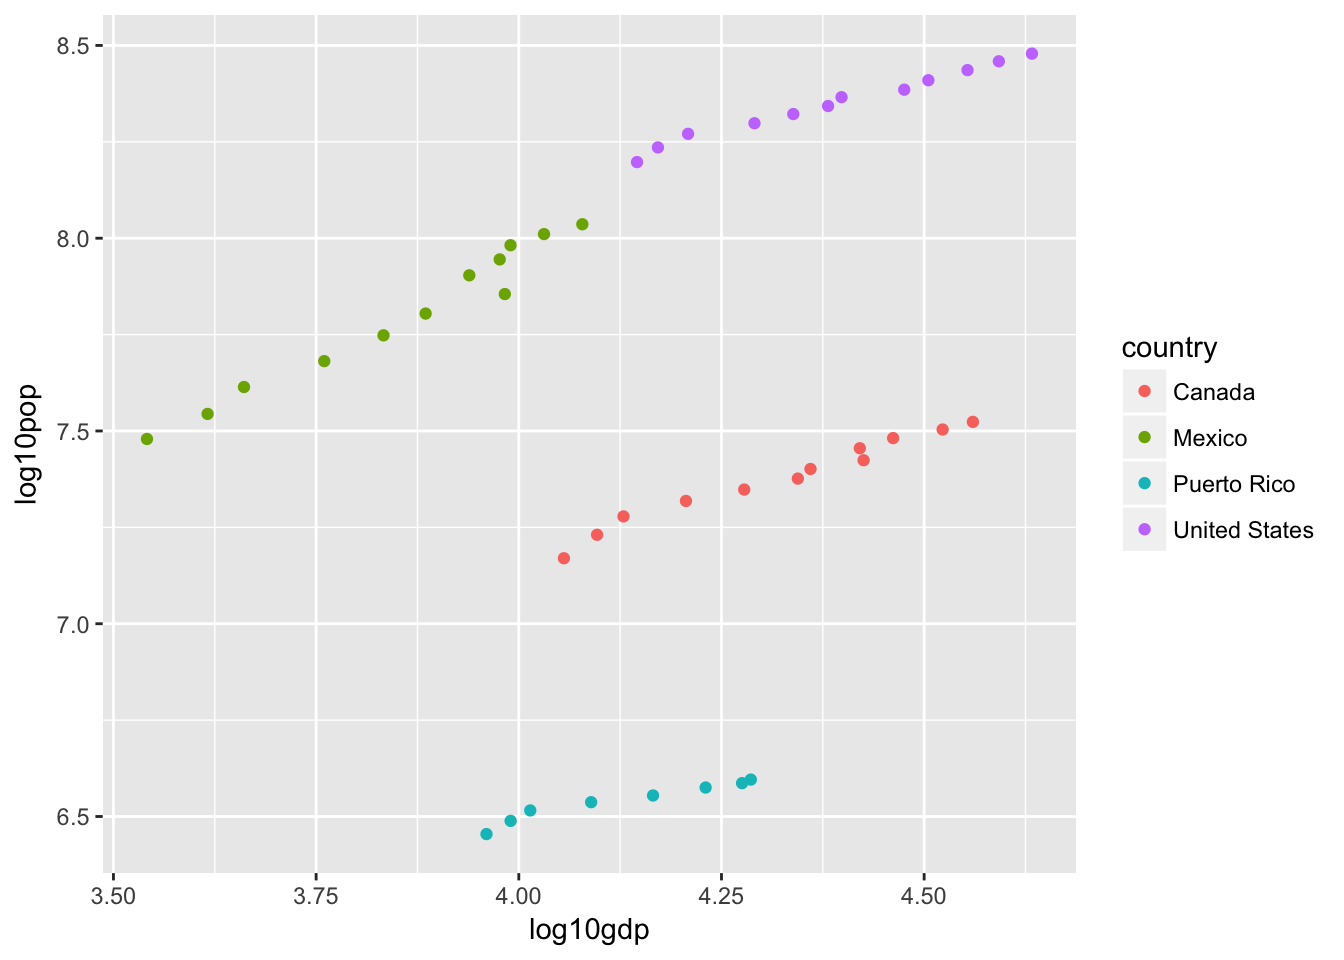 8.5
8.0
7.5
7.0
6.5
log10pop
3.50
3.75
4.00
4.25
4.50
log10gdp
country
Canada
Mexico
Puerto Rico
United States